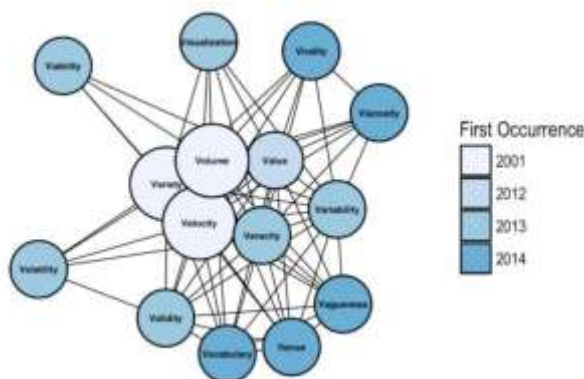 Visualization
Virality
Viability
Viscosity
Volume
Value
Variety
Variability
Velocity
Veracity
Volatility
Vagueness
Validity
Vocabulary
Venue
First Occurrence
2001
2012
2013
2014